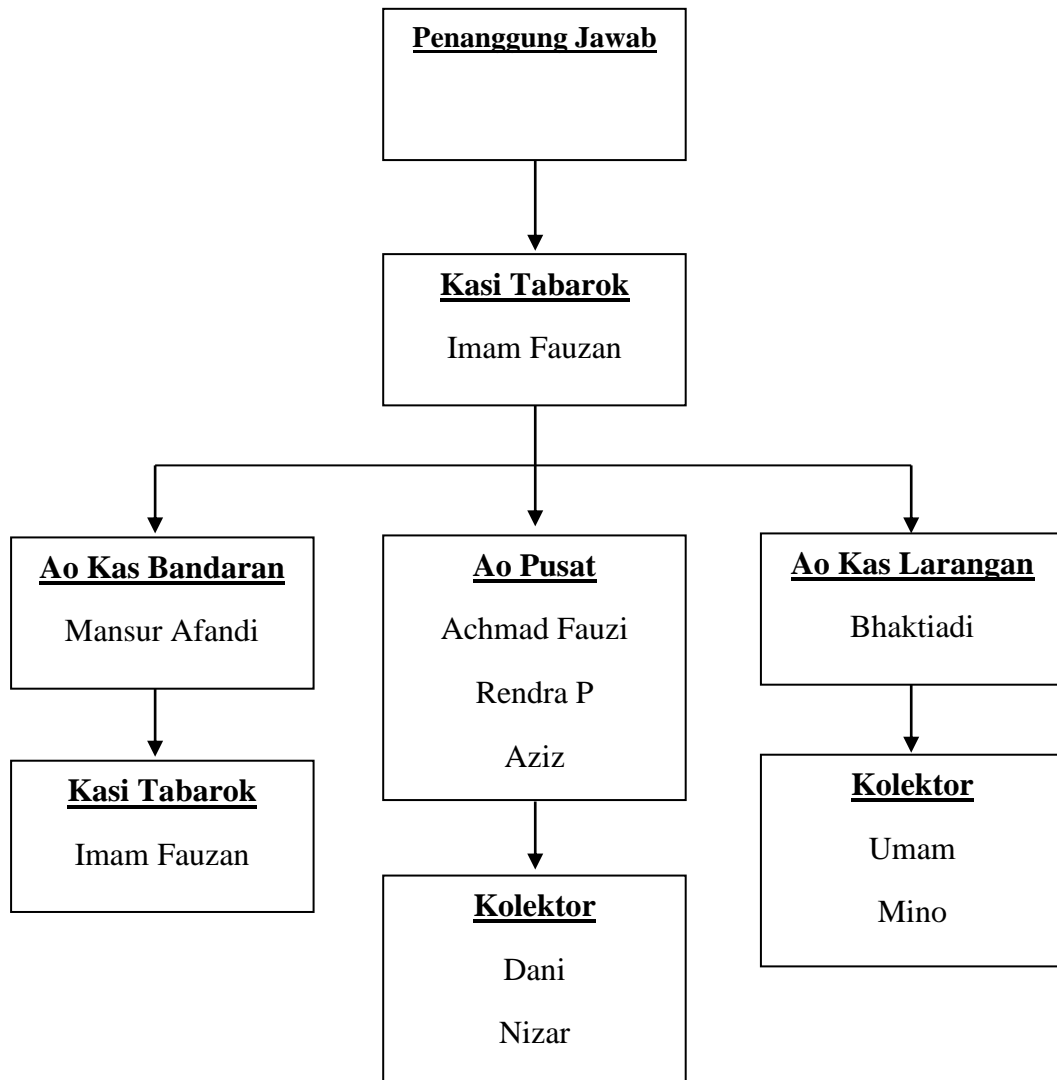 Penanggung Jawab
Kasi Tabarok
Imam Fauzan
Ao Kas Bandaran
Mansur Afandi
Ao Pusat
Achmad Fauzi
Rendra P
Aziz
Ao Kas Larangan
Bhaktiadi
Kasi Tabarok
Imam Fauzan
Kolektor
Dani
Nizar
Kolektor
Umam
Mino